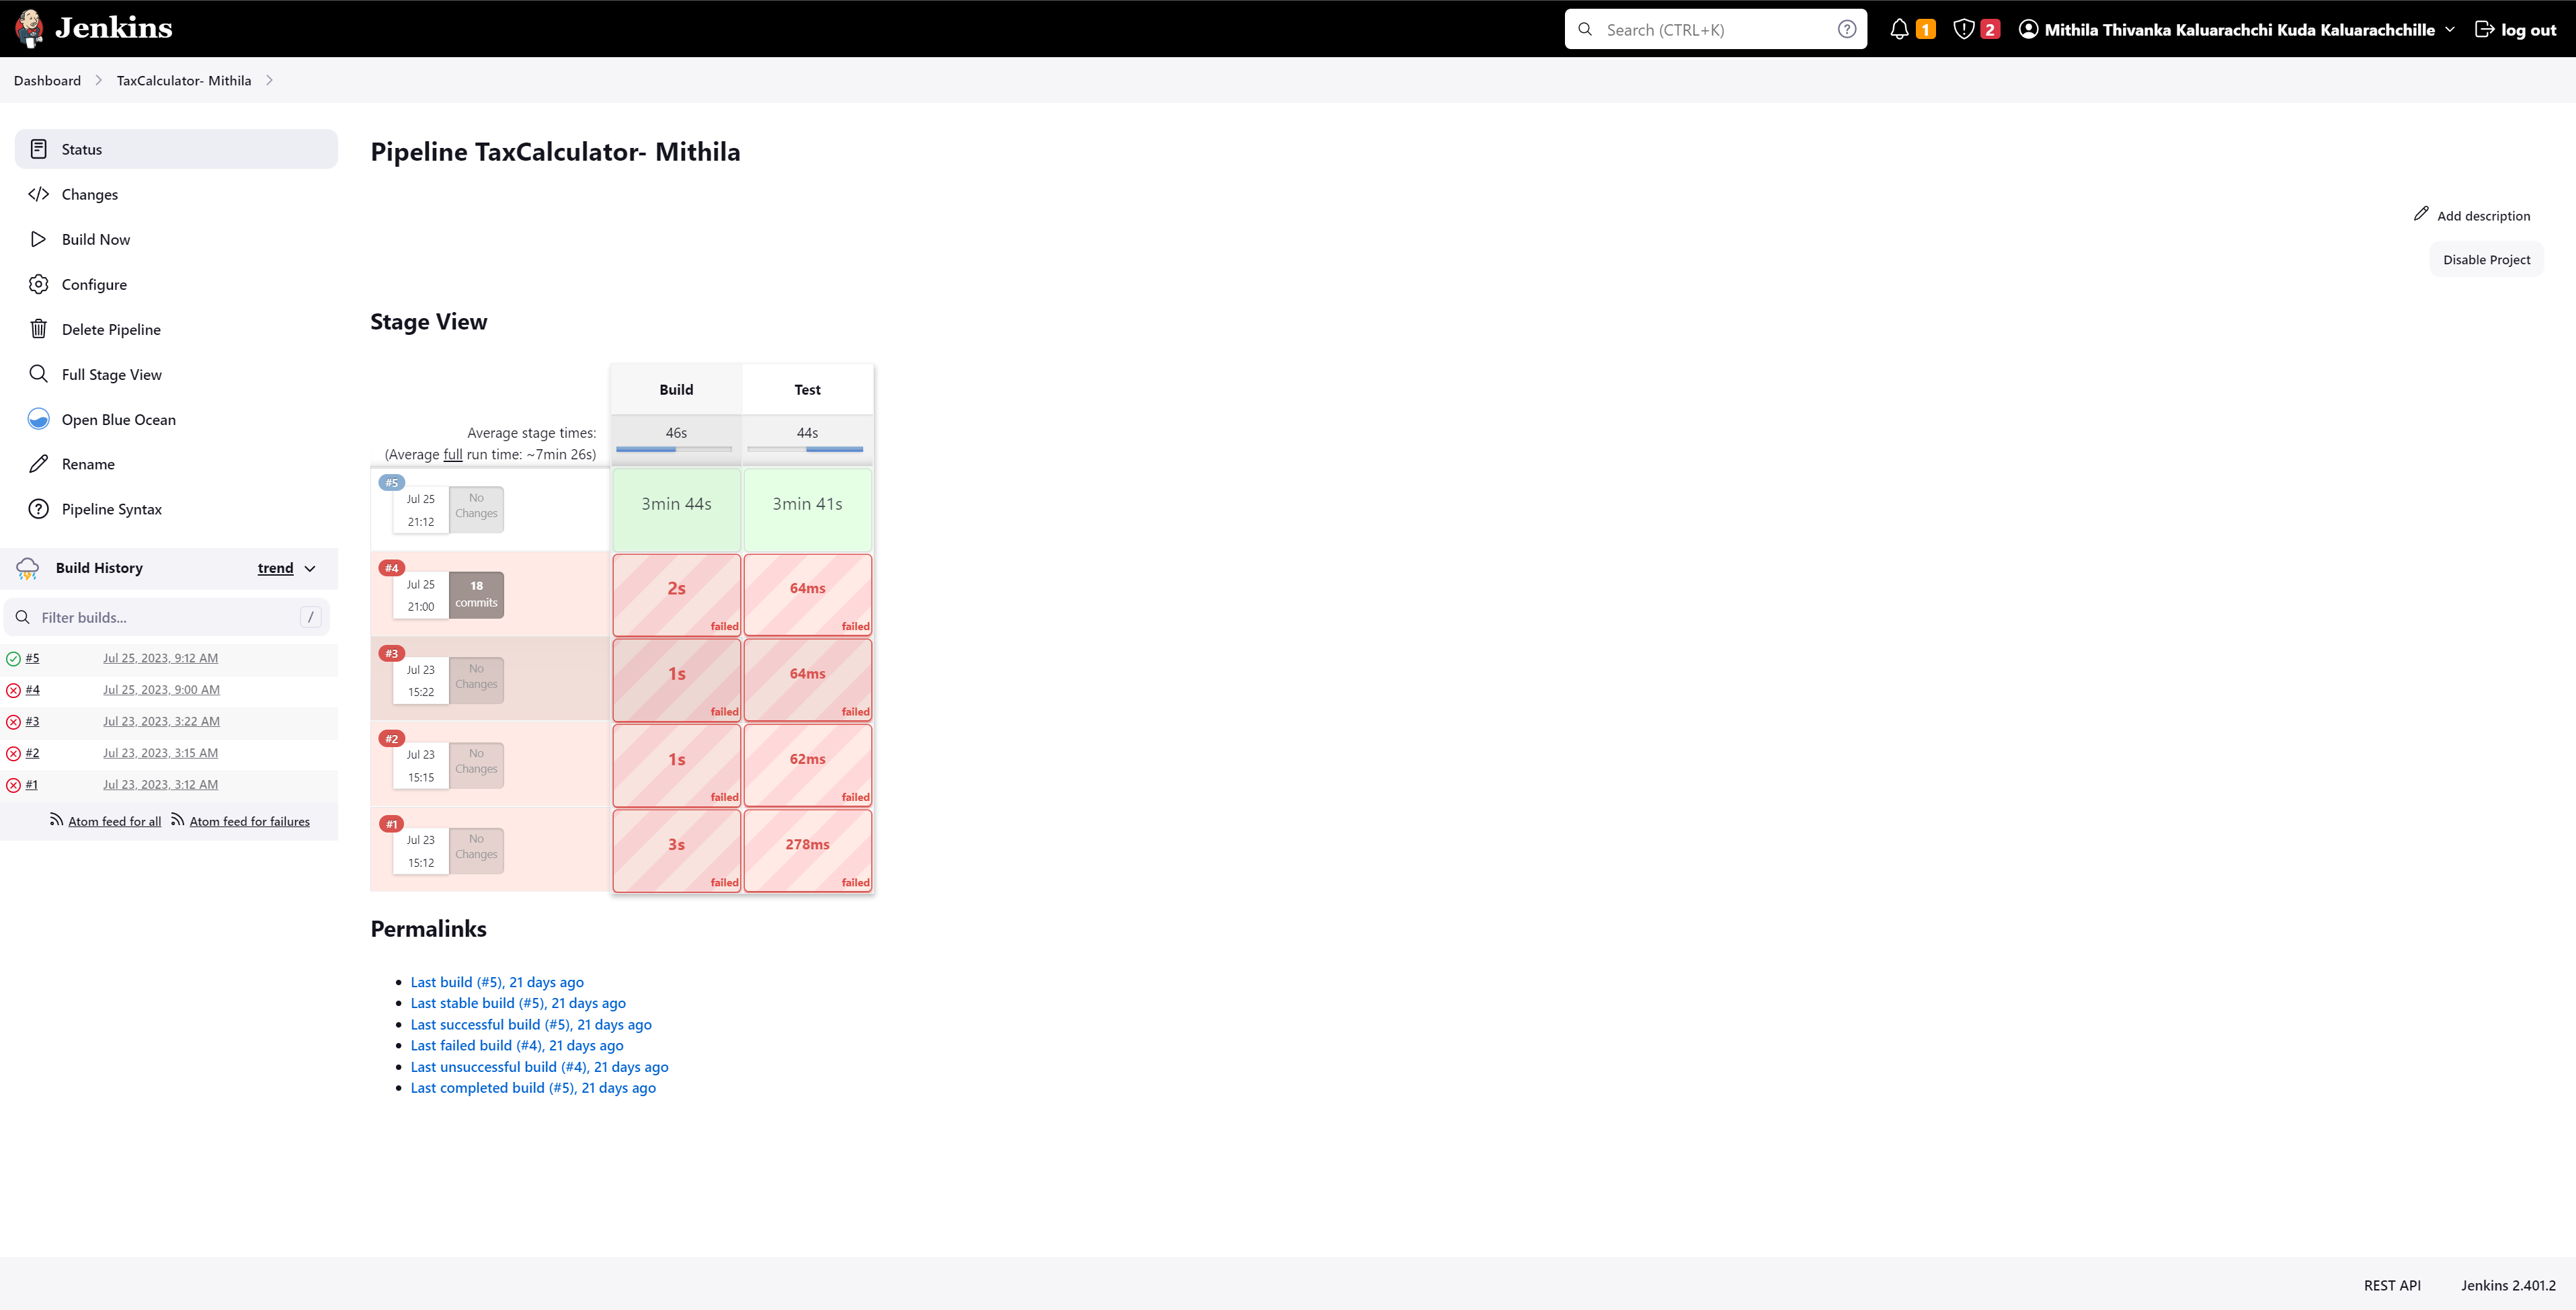 Jenkins
Search (CTRL+K)
1
2
Mithila Thivanka Kaluarachchi Kuda Kaluarachchille
log out
Dashboard
TaxCalculator- Mithila
Status
Changes
Build Now
Configure
Delete Pipeline
Full Stage View
Open Blue Ocean
Rename
Pipeline Syntax
Build History
trend
Filter builds...
/
#5 Jul 25, 2023, 9:12 AM
#4 Jul 25, 2023, 9:00 AM
#3 Jul 23, 2023, 3:22 AM
#2 Jul 23, 2023, 3:15 AM
#1 Jul 23, 2023, 3:12 AM
Atom feed for all Atom feed for failures
Pipeline TaxCalculator- Mithila
Add description
Disable Project
Stage View
Build Test
Average stage times:
(Average full run time: ~7min 26s)
46s 44s
#5
Jul 25
21:12
No
Changes
3min 44s 3min 41s
#4
Jul 25
21:00
18
commits
2s
failed
64ms
failed
#3
Jul 23
15:22
No
Changes
1s
failed
64ms
failed
#2
Jul 23
15:15
No
Changes
1s
failed
62ms
failed
#1
Jul 23
15:12
No
Changes
3s
failed
278ms
failed
Permalinks
Last build (#5), 21 days ago
Last stable build (#5), 21 days ago
Last successful build (#5), 21 days ago
Last failed build (#4), 21 days ago
Last unsuccessful build (#4), 21 days ago
Last completed build (#5), 21 days ago
REST API
Jenkins 2.401.2